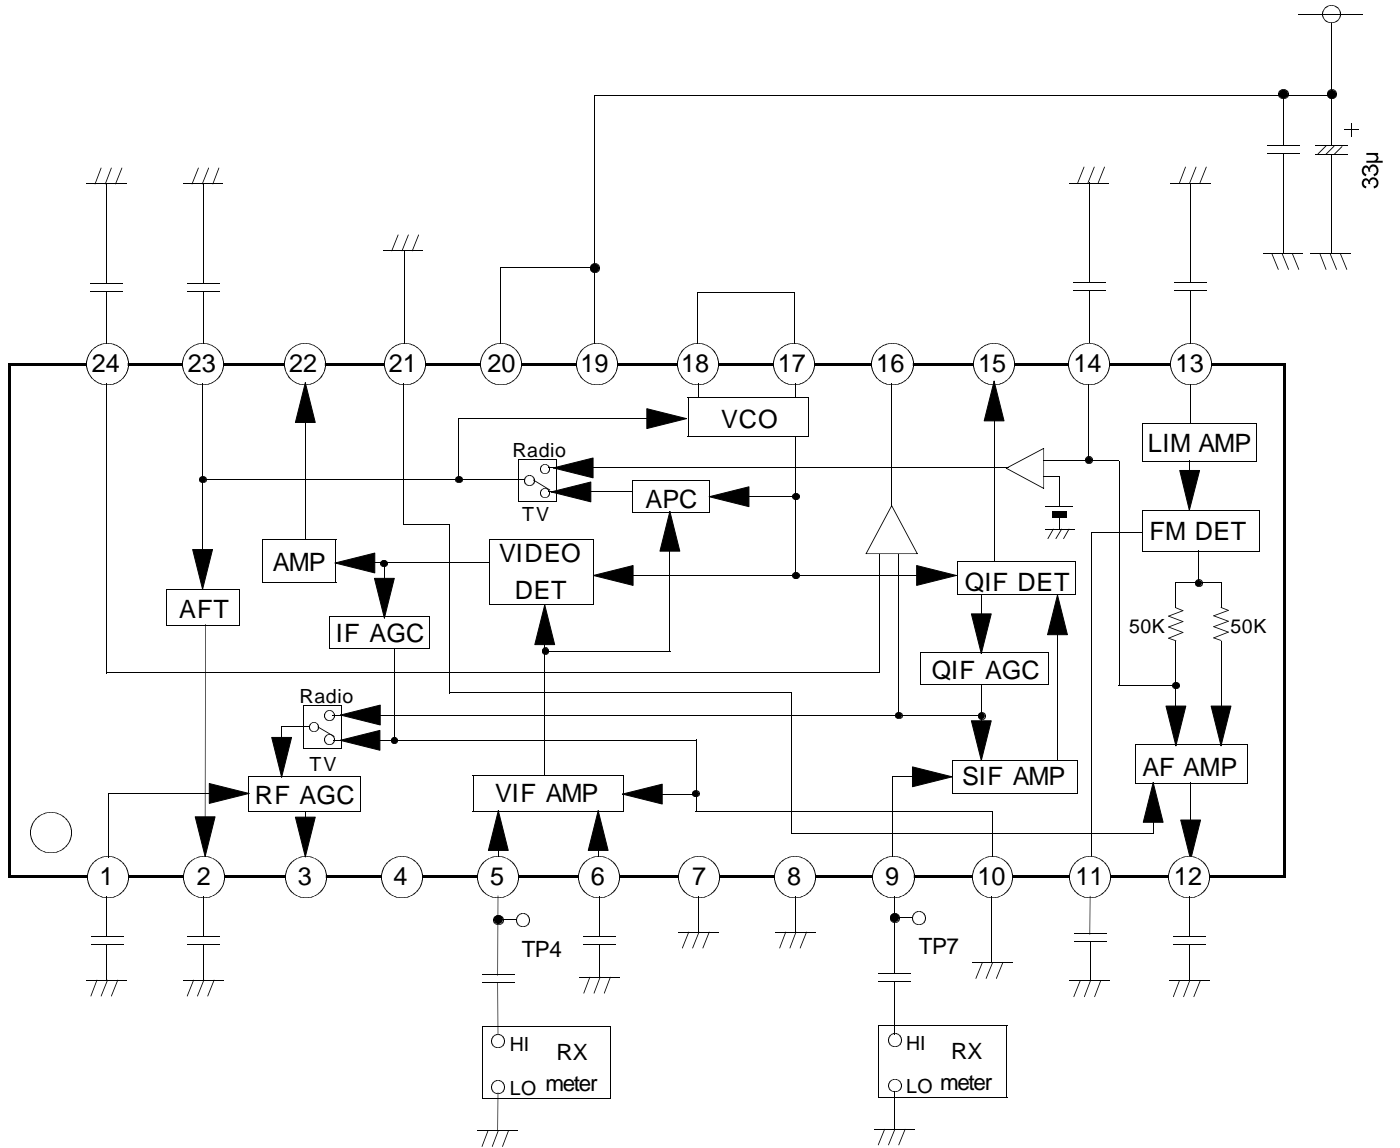 +
33μ
24
23
22
21
20
19
18
17
16
15
14
13
VCO
LIM AMP
Radio
TV
APC
FM DET
AMP
VIDEO
DET
QIF DET
AFT
IF AGC
50K
50K
QIF AGC
Radio
TV
RF AGC
VIF AMP
SIF AMP
AF AMP
1
2
3
4
5
6
7
8
9
10
11
12
TP4
TP7
HI
RX
LO
meter
HI
RX
LO
meter